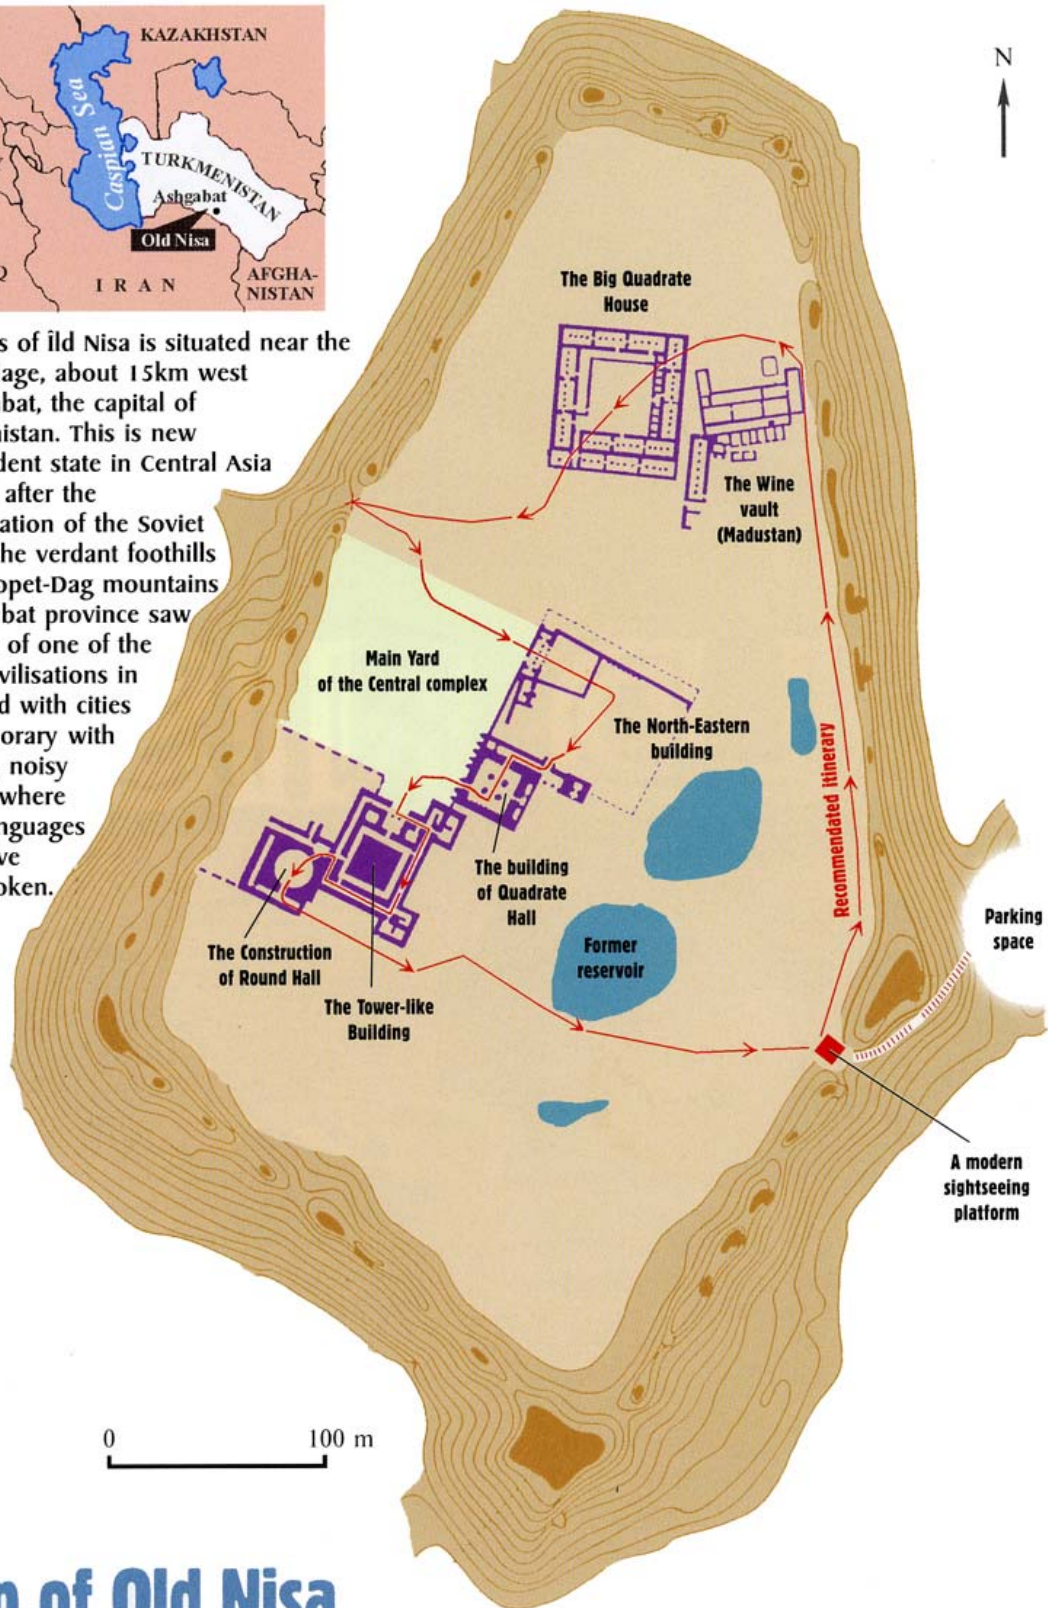 KAZAKHSTAN
Caspian Sea
TURKMENISTAN
Ashgabat
Old Nisa
Q
I R A N
AFGHA-
NISTAN
N
s of Îld Nisa is situated near the
age, about 15km west
bat, the capital of
nistan. This is new
dent state in Central Asia
after the
ation of the Soviet
he verdant foothills
opet-Dag mountains
bat province saw
of one of the
vilisations in
d with cities
orary with
noisy
where
nguages
ve
oken.
The Big Quadrate
House
The Wine
vault
(Madustan)
Main Yard
of the Central complex
The North-Eastern
building
Recommendated itinerary
The building
of Quadrate
Hall
Former
reservoir
Parking
space
The Construction
of Round Hall
The Tower-like
Building
A modern
sightseeing
platform
0 100 m
n of Old Nisa